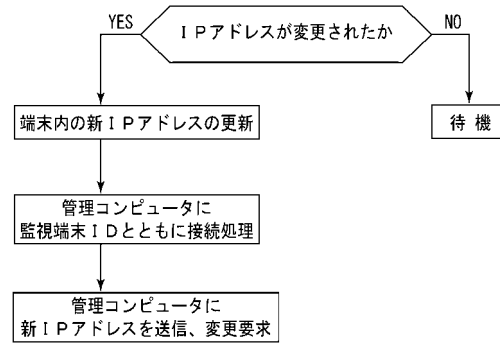 IPアドレスが変更されたか
YES
NO
端末内の新IPアドレスの更新
待機
管理コンピュータに
監視端末IDとともに接続処理
管理コンピュータに
新IPアドレスを送信、変更要求